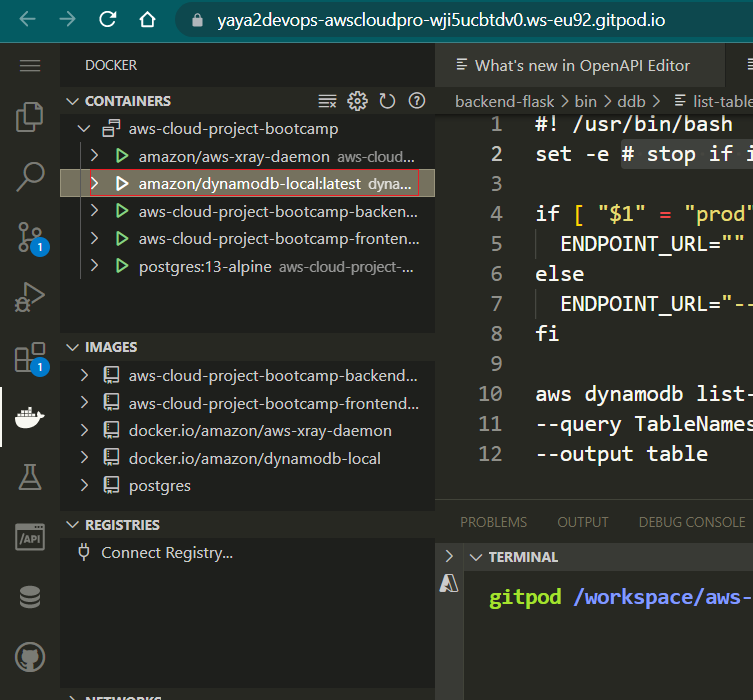 yaya2devops-awscloudpro-wji5ucbtdv0.ws-eu92.gitpod.io
DOCKER
What's new in OpenAPI Editor
CONTAINERS
backend-flask > bin > ddb > list-table
aws-cloud-project-bootcamp
amazon/aws-xray-daemon aws-cloud...
amazon/dynamodb-local:latest dyna...
aws-cloud-project-bootcamp-backen...
aws-cloud-project-bootcamp-fronten...
postgres:13-alpine aws-cloud-project-...
1 #! /usr/bin/bash
2 set -e # stop if
3
4 if [ "$1" = "prod"
5 ENDPOINT_URL=""
6 else
7 ENDPOINT_URL="--
8 fi
9
10 aws dynamodb list-
11 --query TableNames
12 --output table
1
1
IMAGES
aws-cloud-project-bootcamp-backend...
aws-cloud-project-bootcamp-frontend...
docker.io/amazon/aws-xray-daemon
docker.io/amazon/dynamodb-local
postgres
REGISTRIES
Connect Registry...
/API
PROBLEMS OUTPUT DEBUG CONSOLE
TERMINAL
gitpod /workspace/aws-
NETWORKS